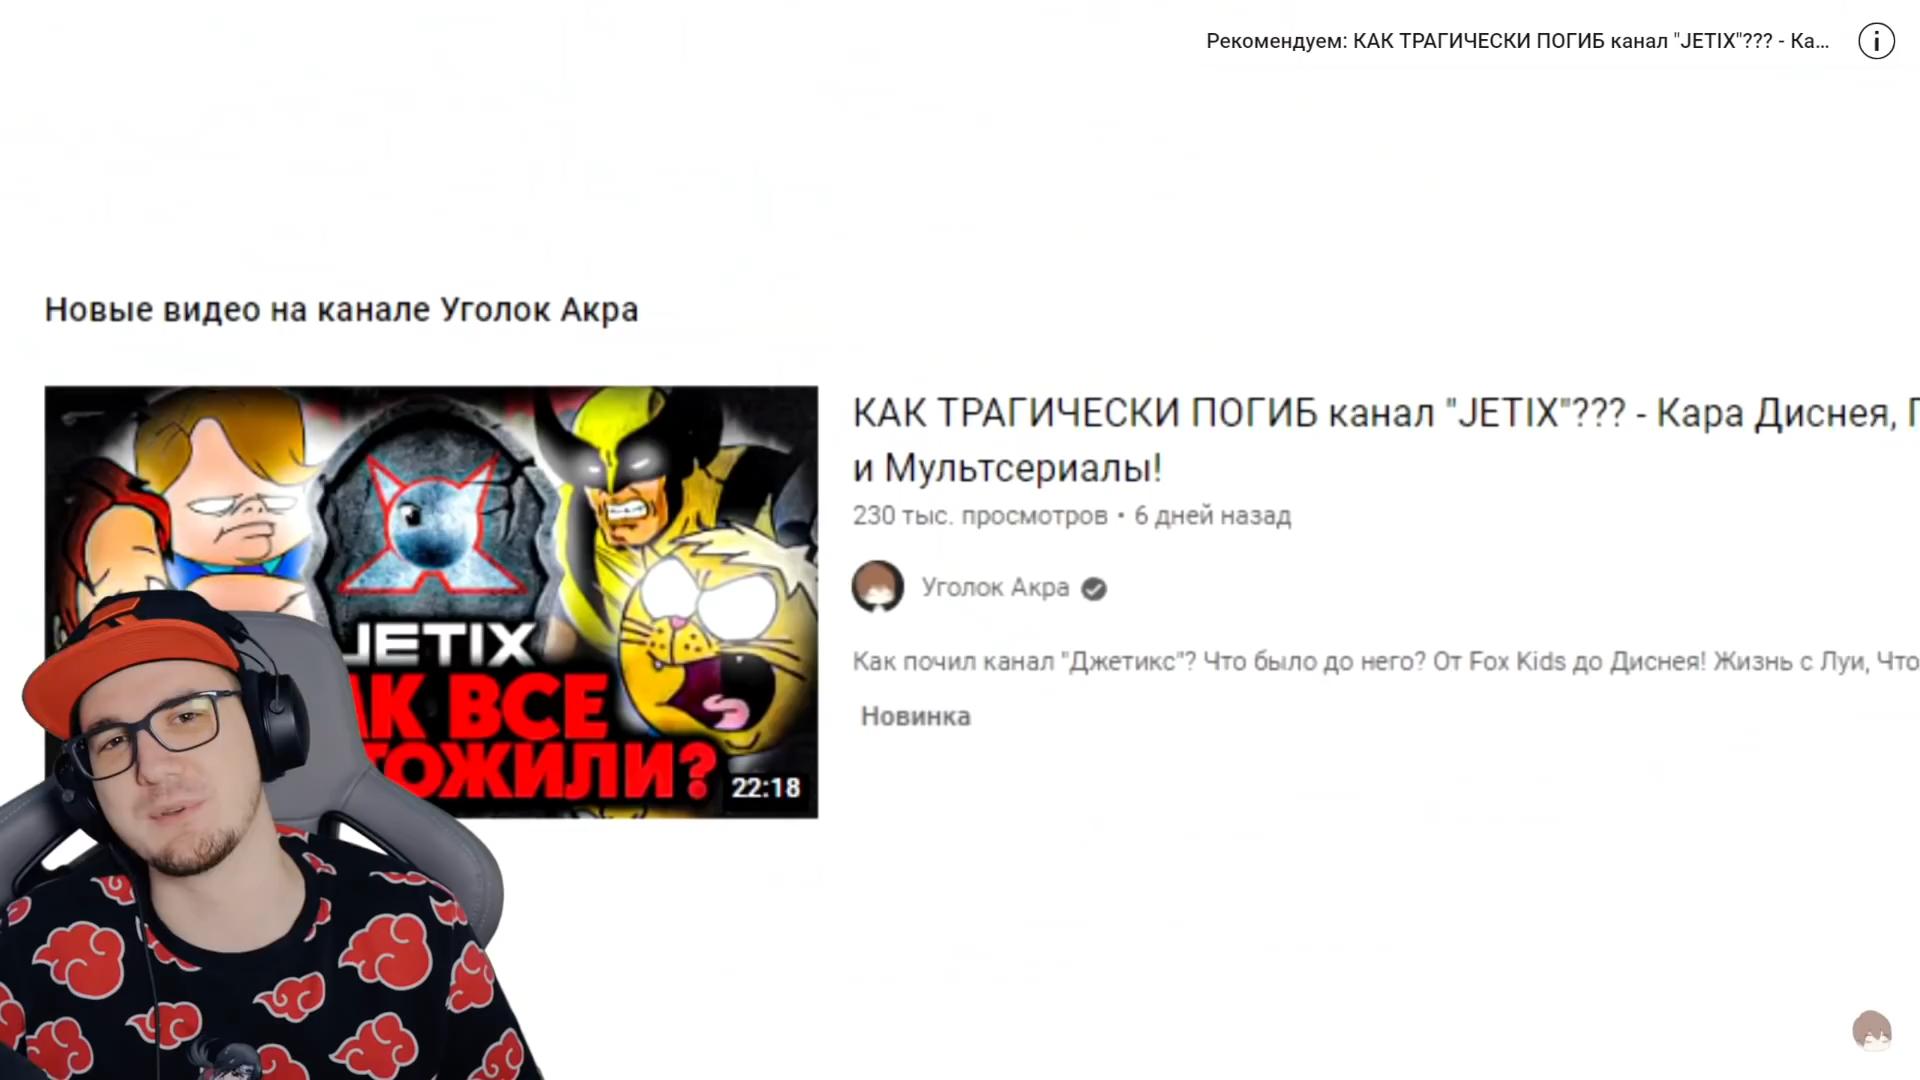 Рекомендуем: КАК ТРАГИЧЕСКИ ПОГИБ канал "JETIX"??? - Ка...
Новые видео на канале Уголок Акра
JETIX
ВСЕ
22:18
КАК ТРАГИЧЕСКИ ПОГИБ канал "JETIX"??? - Кара Диснея,
и Мультсериалы!
230 тыс. просмотров • 6 дней назад
Уголок Акра
Как почил канал "Джетикс"? Что было до него? От Fox Kids до Диснея! Жизнь с Луи, Что
Новинка